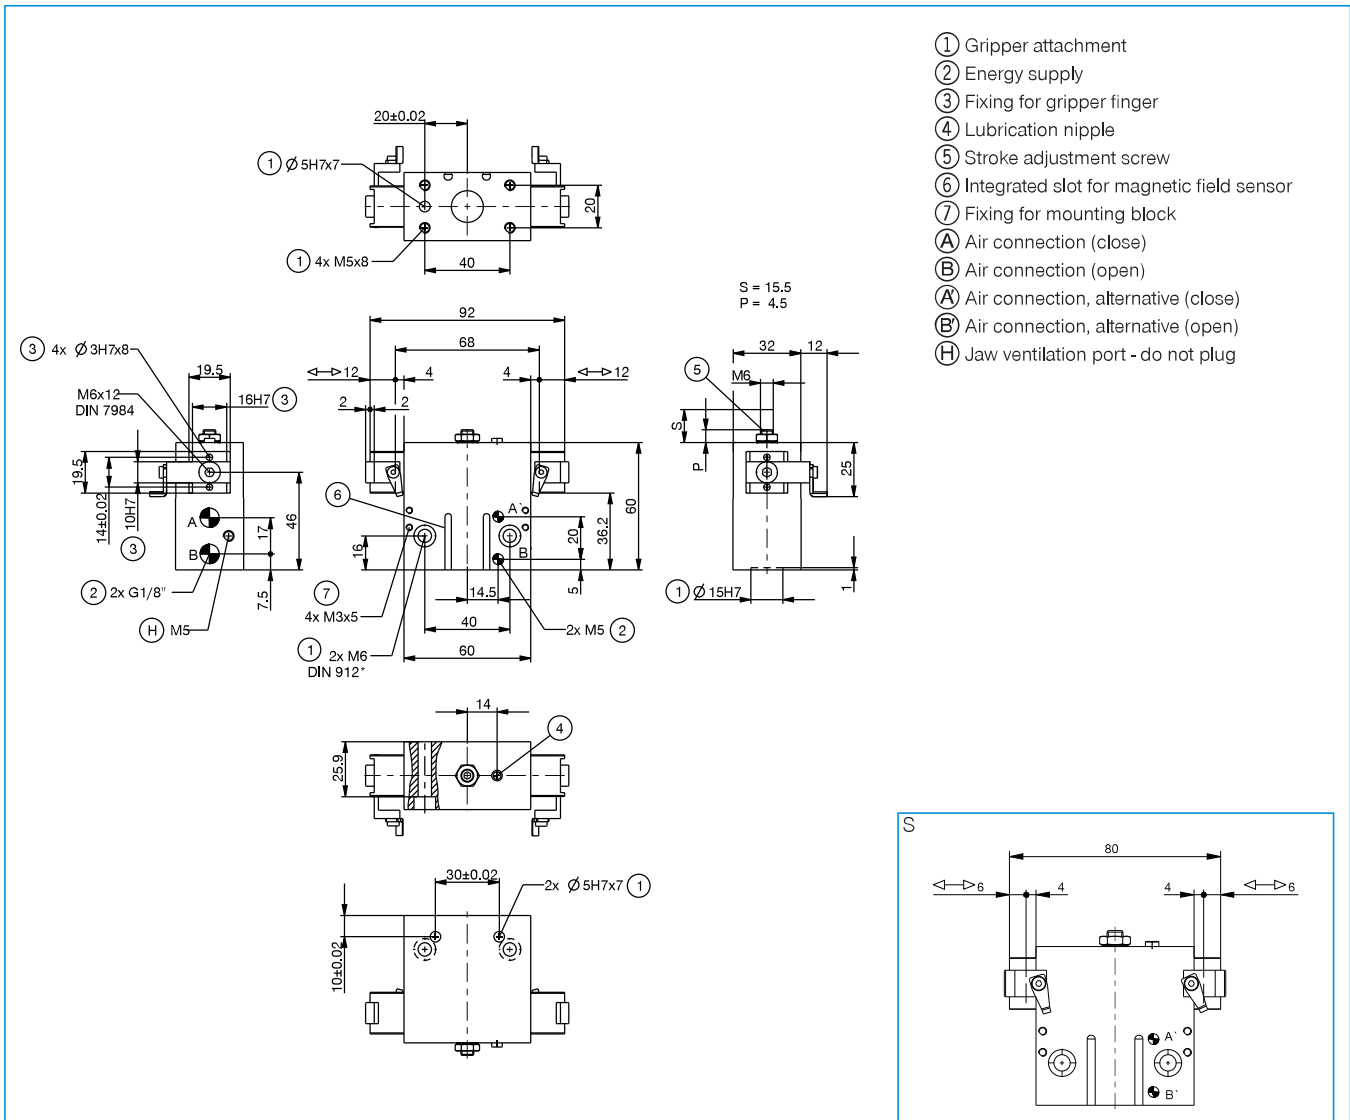 1 Gripper attachment
2 Energy supply
3 Fixing for gripper finger
4 Lubrication nipple
5 Stroke adjustment screw
6 Integrated slot for magnetic field sensor
7 Fixing for mounting block
A Air connection (close)
B Air connection (open)
A' Air connection, alternative (close)
B' Air connection, alternative (open)
H Jaw ventilation port - do not plug
20±0.02
1 Ø 5H7x7
20
1 4x M5x8
40
S = 15.5
P = 4.5
3 4x Ø 3H7x8
19.5
M6x12
DIN 7984
16H7 3
19.5
14±0.02
10H7
3
A
B
17
46
7.5
2 2x G1/8"
H M5
92
68
12
4
4
12
2
2
6
A`
B`
16
20
36.2
60
5
7
4x M3x5
14.5
40
2x M5 2
1 2x M6
DIN 912*
60
32
12
5
M6
S
P
25
1 Ø 15H7
1
14
4
25.9
30±0.02
2x Ø 5H7x7 1
10±0.02
S
80
6
4
4
6
A`
B`